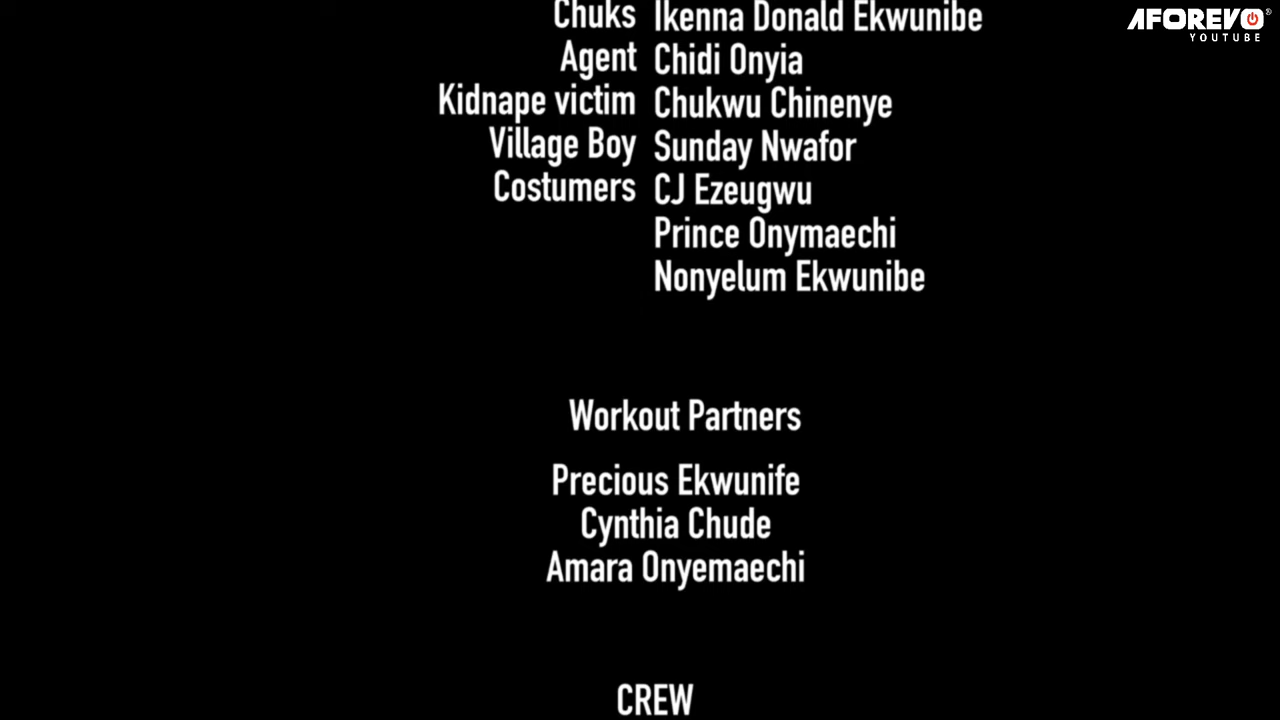 AFOREVO
YOUTUBE
Chuks Ikenna Donald Ekwunibe
Agent Chidi Onyia
Kidnape victim Chukwu Chinenye
Village Boy Sunday Nwafor
Costumers CJ Ezeugwu
Prince Onymaechi
Nonyelum Ekwunibe
Workout Partners
Precious Ekwunife
Cynthia Chude
Amara Onyemaechi
CREW